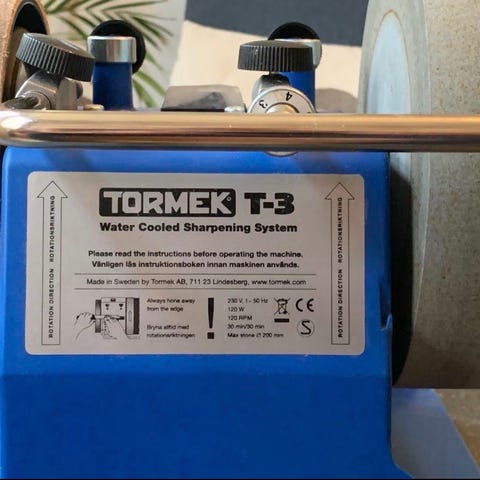 TORMEK T-3
Water Cooled Sharpening System
Please read the instructions before operating the machine.
Vänligen läs instruktionsboken innan maskinen används.
Made in Sweden by Tormek AB, 711 23 Lindesberg, www.tormek.com
Always hone away
from the edge
Bryns alltid med
rotationsriktningen
!
230 V, 1~ 50 Hz
120 W
120 RPM
30 min/30 min
Max stone Ø 200 mm
CE
S
ROTATION DIRECTION ROTATIONSRIKTNING
ROTATION DIRECTION ROTATIONSRIKTNING
3 4